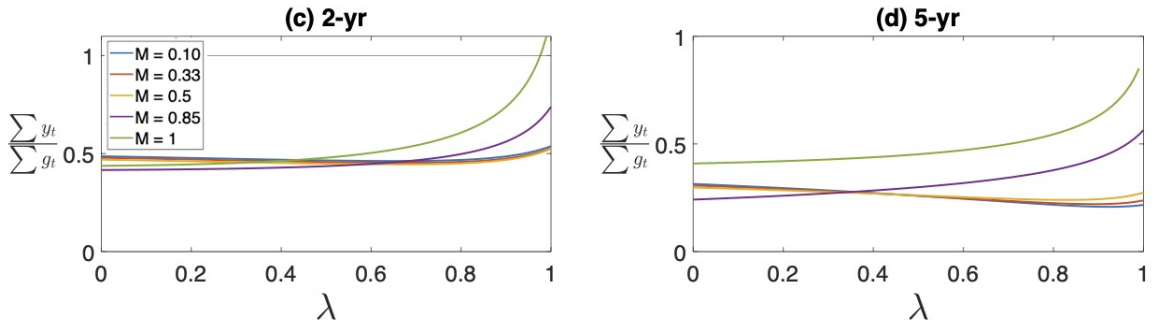 (c) 2-yr
1
M = 0.10
M = 0.33
M = 0.5
M = 0.85
M = 1
∑ y_t
∑ g_t
0.5
0
0 0.2 0.4 0.6 0.8 1
λ
(d) 5-yr
1
∑ y_t
∑ g_t
0.5
0
0 0.2 0.4 0.6 0.8 1
λ